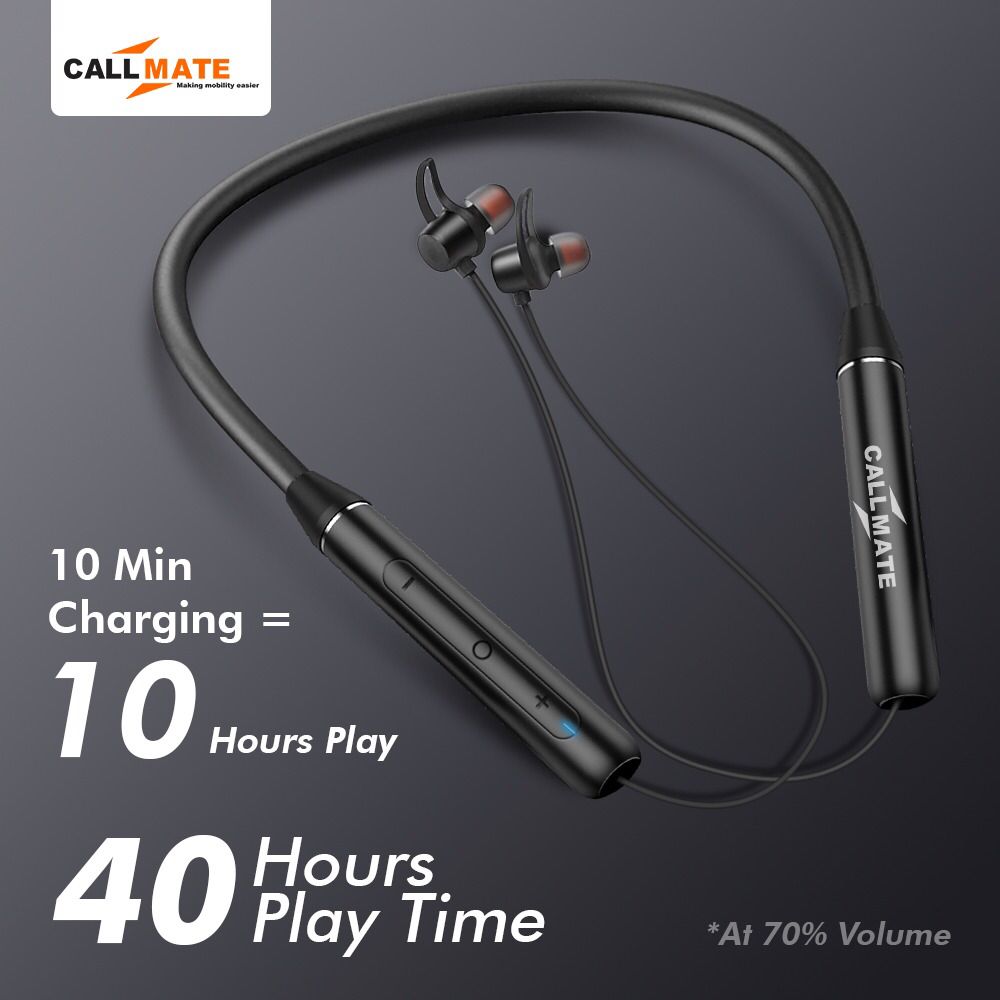 CALLMATE
Making mobility easier
CALLMATE
10 Min
Charging =
10 Hours Play
40 Hours
Play Time
*At 70% Volume